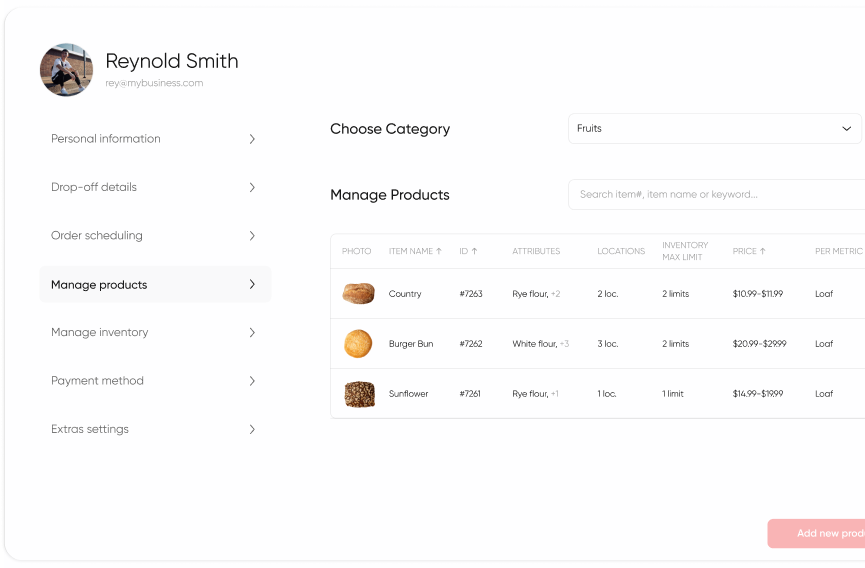 Reynold Smith
rey@mybusiness.com
Personal information
Drop-off details
Order scheduling
Manage products
Manage inventory
Payment method
Extras settings
Choose Category
Fruits
Manage Products
Search item#, item name or keyword...
PHOTO ITEM NAME ↑ ID ↑ ATTRIBUTES LOCATIONS INVENTORY MAX LIMIT PRICE ↑ PER METRIC
Country #7263 Rye flour, +2 2 loc. 2 limits $10.99-$11.99 Loaf
Burger Bun #7262 White flour, +3 3 loc. 2 limits $20.99-$29.99 Loaf
Sunflower #7261 Rye flour, +1 1 loc. 1 limit $14.99-$19.99 Loaf
Add new